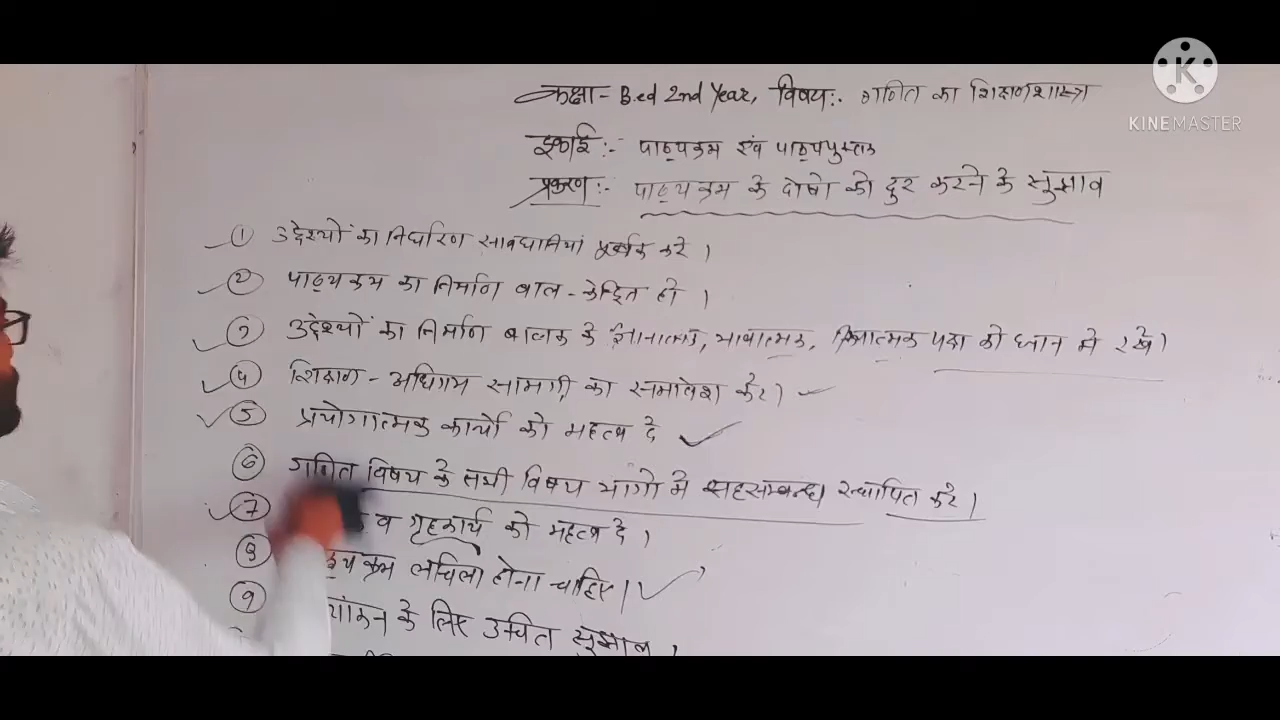 KINEMASTER
कक्षा - B.ed 2nd Year, विषय:- गणित का शिक्षणशास्त्र
इकाई :- पाठ्यक्रम एंव पाठ्यपुस्तक
प्रकरण :- पाठ्यक्रम के दोषो को दुर करने के सुझाव
① उद्देश्यों का निर्धारण सावधानियां पूर्वक करे ।
② पाठ्यक्रम का निर्माण बाल - केन्द्रित हो ।
③ उद्देश्यों का निर्माण बालक के ज्ञानात्मक, भावात्मक, क्रियात्मक पक्ष को ध्यान मे रखे।
④ शिक्षण - अधिगम सामग्री का समावेश करे।
⑤ प्रयोगात्मक कार्यो को महत्व दे
⑥ गणित विषय के सभी विषय भागो मे सहसम्बन्ध स्थापित करे ।
⑦ व गृहकार्य को महत्व दे ।
⑧ क्रम लचिला होना चाहिए।
⑨ के लिए उचित सुझाव ।